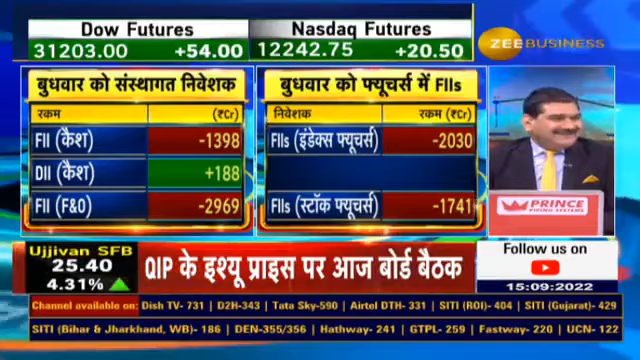 Dow Futures
31203.00 +54.00
Nasdaq Futures
12242.75 +20.50
ZEE BUSINESS
बुधवार को संस्थागत निवेशक
रकम (₹Cr)
FII (कैश) -1398
DII (कैश) +188
FII (F&O) -2969
बुधवार को फ्यूचर्स में FIIs
निवेशक रकम (₹Cr)
FIIs (इंडेक्स फ्यूचर्स) -2030
FIIs (स्टॉक फ्यूचर्स) -1741
PRINCE
PIPING SYSTEMS
Ujjivan SFB
25.40
4.31%
QIP के इश्यू प्राइस पर आज बोर्ड बैठक
Follow us on
15:09:2022
Channel available on: Dish TV- 731 | D2H-343 | Tata Sky-590 | Airtel DTH- 331 | SITI (ROI)- 404 | SITI (Gujarat)- 429
SITI (Bihar & Jharkhand, WB)- 186 | DEN-355/356 | Hathway- 241 | GTPL- 259 | Fastway- 220 | UCN- 122